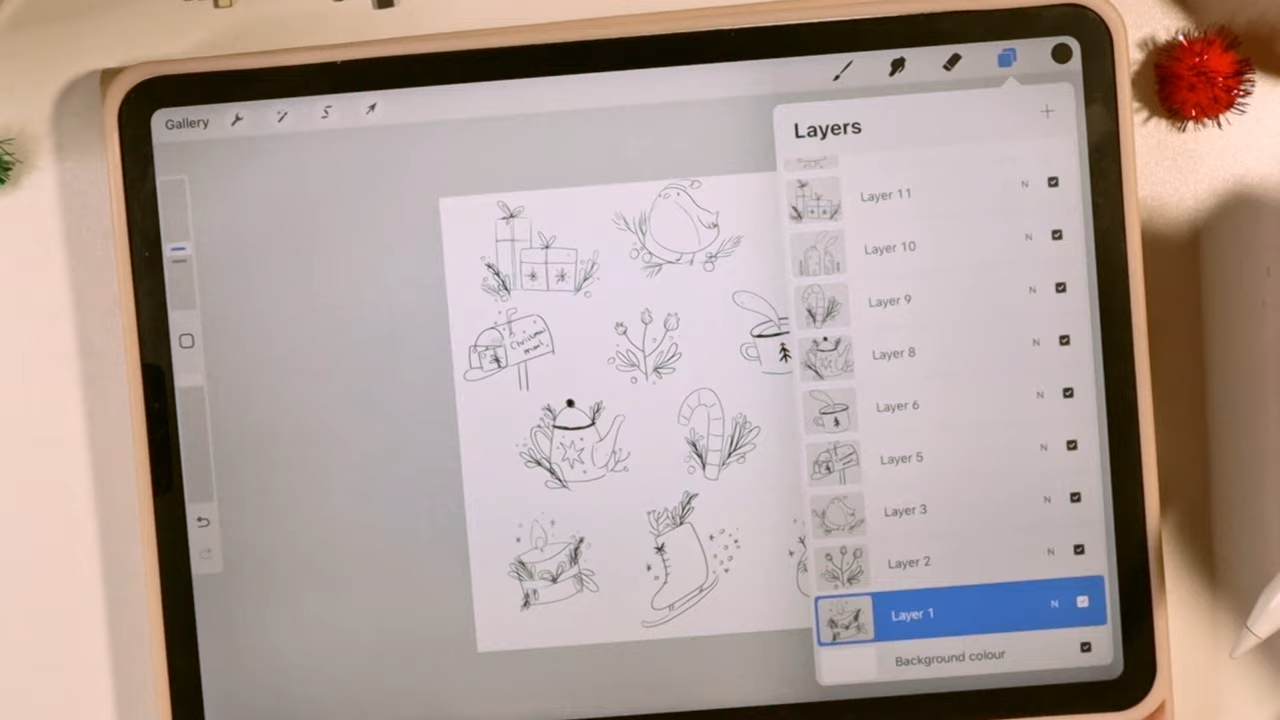 Gallery
Layers
Layer 11
N
Layer 10
N
Layer 9
N
Layer 8
N
Layer 6
N
Layer 5
N
Layer 3
N
Layer 2
N
Layer 1
N
Background colour
Christmas
mail